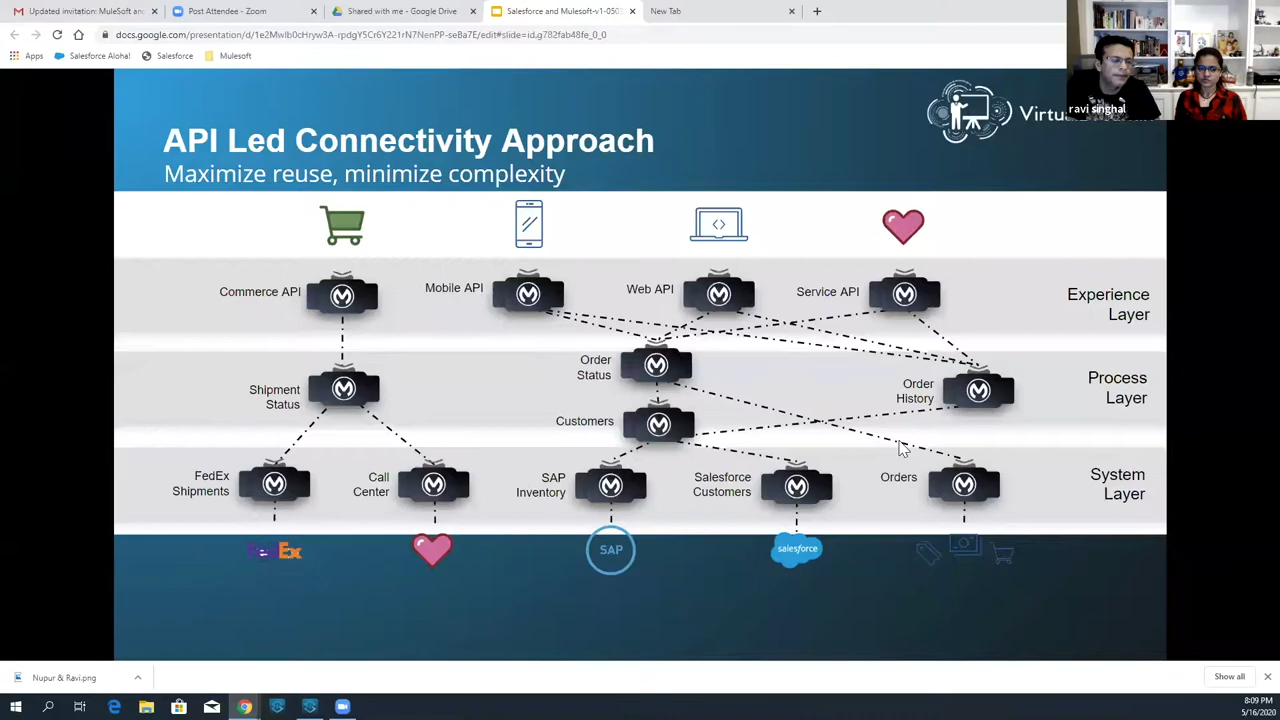 Updated invitation: MuleSoft an
Post Attendee - Zoom
Shared with me - Google Drive
Salesforce and Mulesoft-v1-0503
New Tab
Apps
Salesforce Aloha!
Salesforce
Mulesoft
ravi singhal
API Led Connectivity Approach
Maximize reuse, minimize complexity
Commerce API
Mobile API
Web API
Service API
Experience
Layer
Shipment
Status
Order
Status
Customers
Order
History
Process
Layer
FedEx
Shipments
Call
Center
SAP
Inventory
Salesforce
Customers
Orders
System
Layer
FedEx
SAP
salesforce
Nupur & Ravi.png
Show all
8:09 PM
5/16/2020